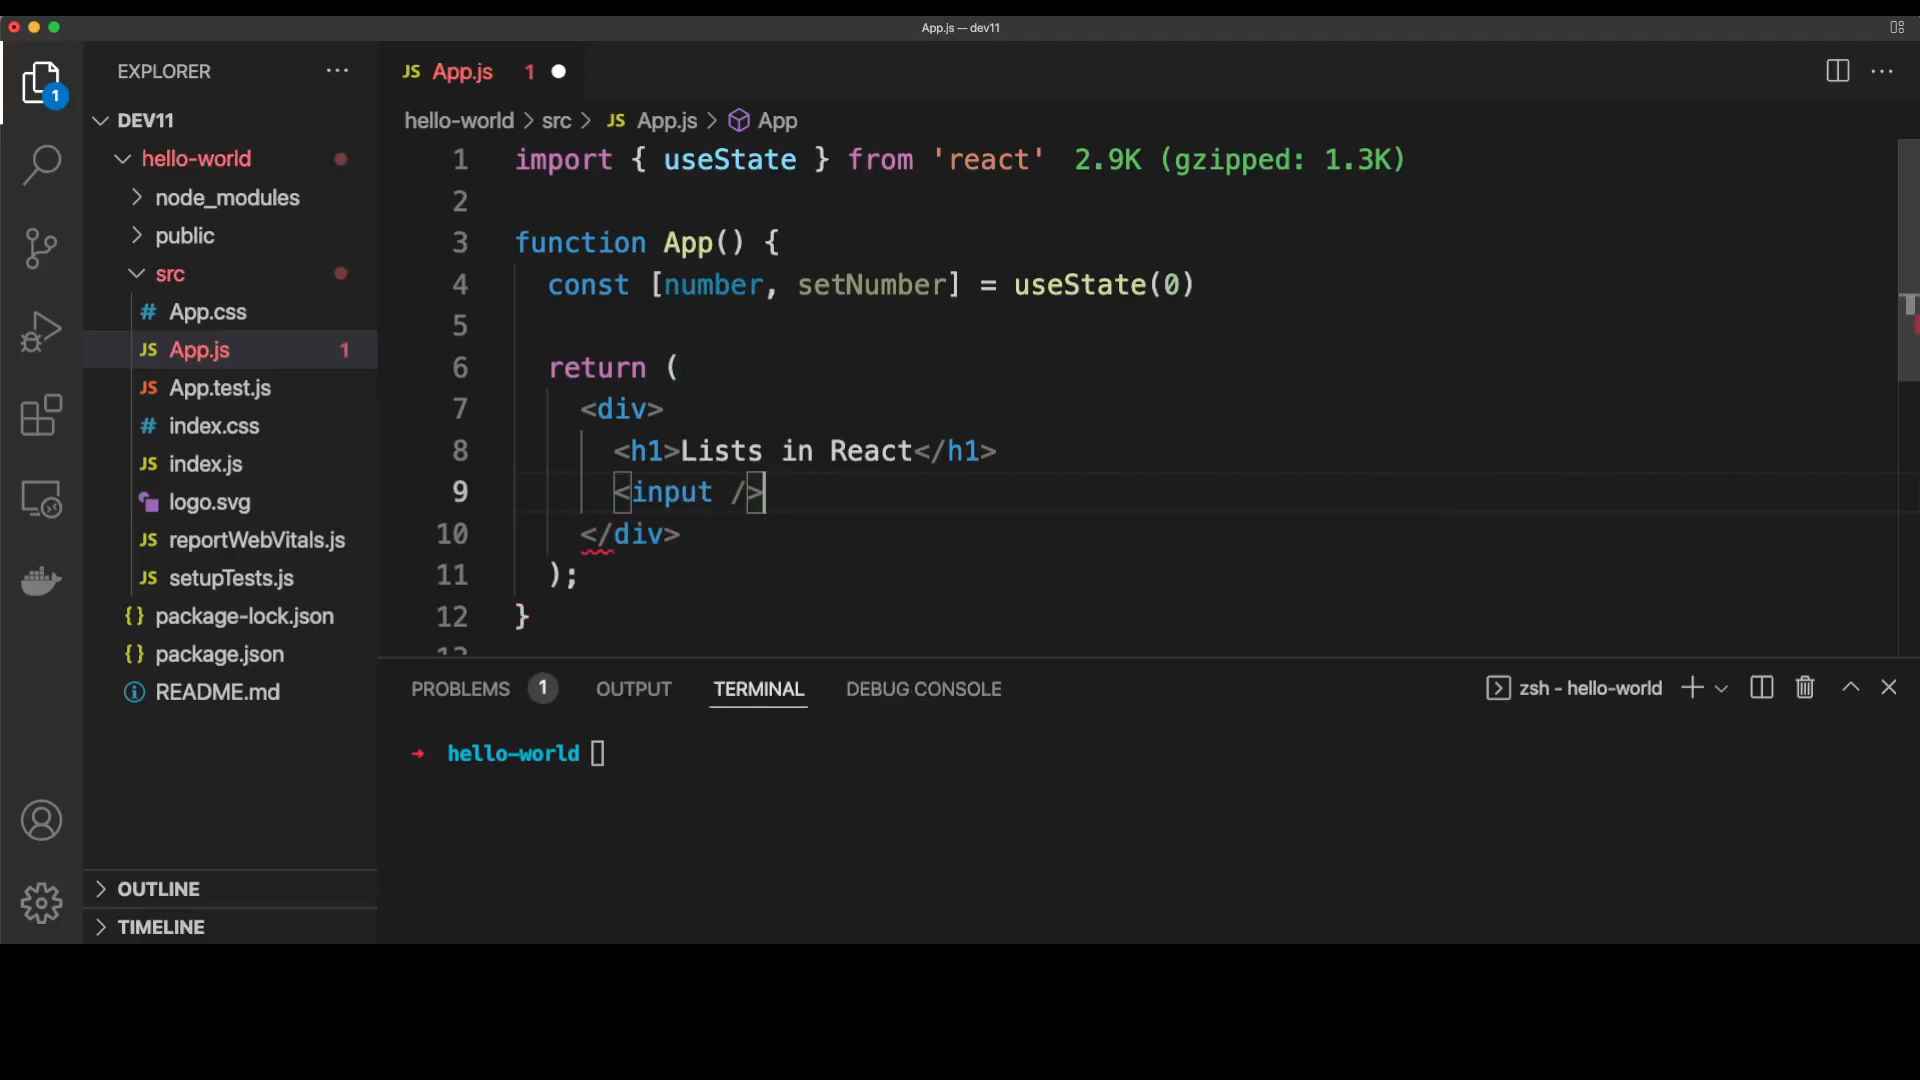 App.js — dev11
EXPLORER
DEV11
hello-world
node_modules
public
src
# App.css
JS App.js 1
JS App.test.js
# index.css
JS index.js
logo.svg
JS reportWebVitals.js
JS setupTests.js
{} package-lock.json
{} package.json
README.md
OUTLINE
TIMELINE
1
JS App.js 1
hello-world > src > JS App.js > App
1 import { useState } from 'react' 2.9K (gzipped: 1.3K)
2
3 function App() {
4 const [number, setNumber] = useState(0)
5
6 return (
7 <div>
8 <h1>Lists in React</h1>
9 <input />
10 </div>
11 );
12 }
PROBLEMS 1 OUTPUT TERMINAL DEBUG CONSOLE
zsh - hello-world
➜ hello-world